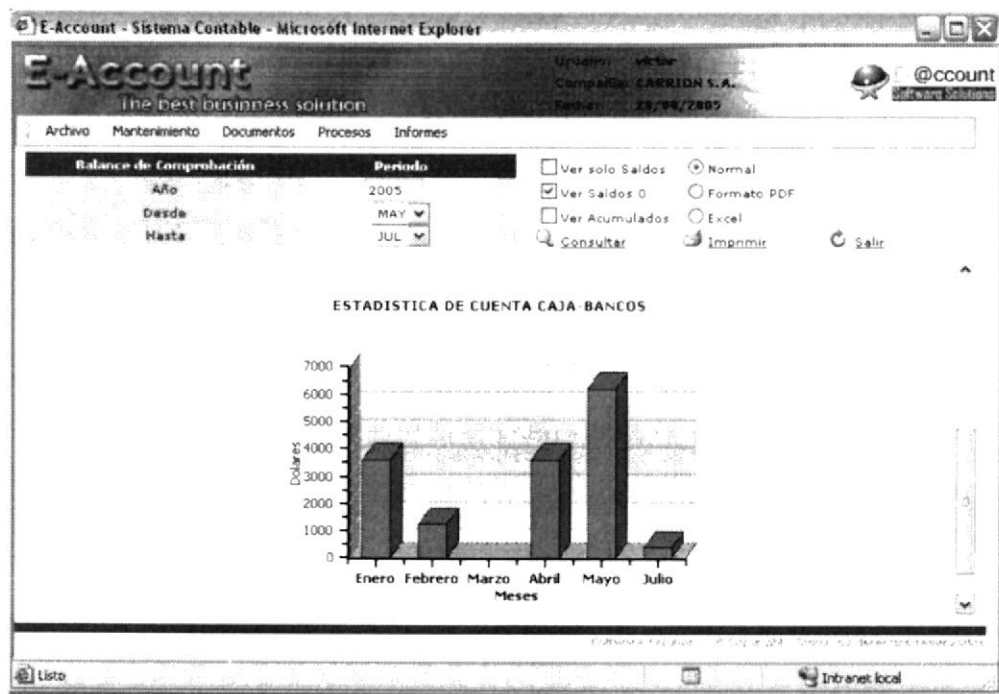 E-Account - Sistema Contable - Microsoft Internet Explorer
E-Account
The best businness solution
Usuario: victor
Compañía: CARRION S.A.
@ccount
Software Solutions
Archivo Mantenimiento Documentos Procesos Informes
Balance de Comprobación Periodo
Año 2005
Desde MAY
Hasta JUL
Ver solo Saldos Normal
Ver Saldos 0 Formato PDF
Ver Acumulados Excel
Consultar Imprimir Salir
ESTADISTICA DE CUENTA CAJA-BANCOS
7000
6000
5000
4000
3000
2000
1000
0
Dolares
Enero Febrero Marzo Abril Mayo Julio
Meses
Listo Intranet local